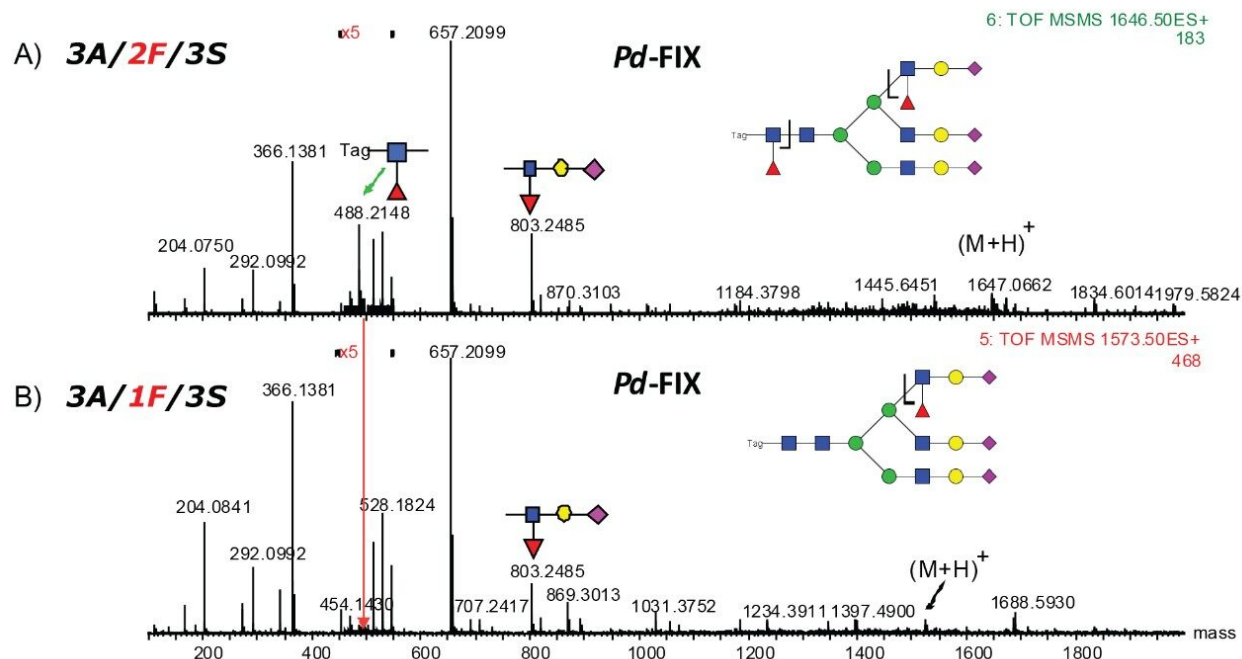 6: TOF MSMS 1646.50ES+
183
A) 3A/2F/3S
x5
657.2099
Pd-FIX
366.1381
Tag
Tag
488.2148
803.2485
204.0750
292.0992
(M+H)+
870.3103
1184.3798
1445.6451
1647.0662
1834.6014
1979.5824
5: TOF MSMS 1573.50ES+
468
B) 3A/1F/3S
x5
657.2099
Pd-FIX
366.1381
Tag
204.0841
528.1824
292.0992
803.2485
(M+H)+
454.1430
707.2417
869.3013
1031.3752
1234.3911
1397.4900
1688.5930
mass
200 400 600 800 1000 1200 1400 1600 1800